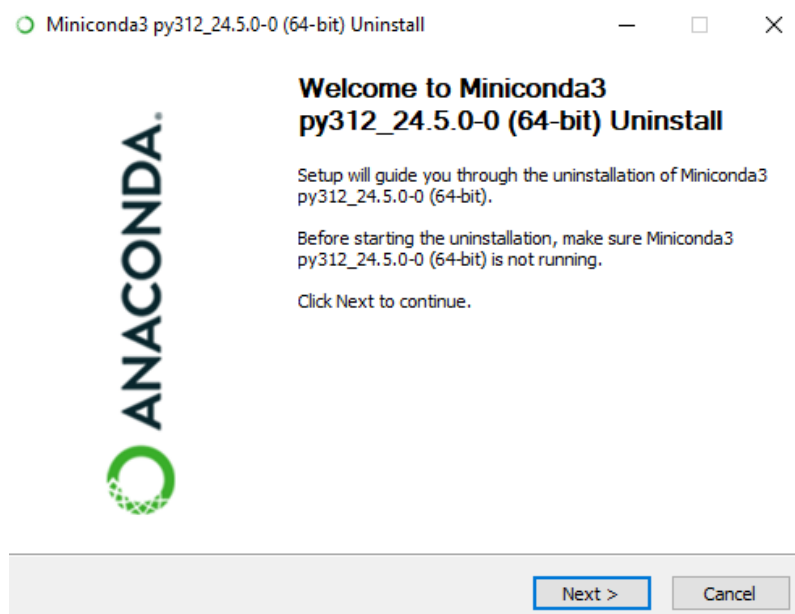 Miniconda3 py312_24.5.0-0 (64-bit) Uninstall
Welcome to Miniconda3
py312_24.5.0-0 (64-bit) Uninstall
Setup will guide you through the uninstallation of Miniconda3
py312_24.5.0-0 (64-bit).
Before starting the uninstallation, make sure Miniconda3
py312_24.5.0-0 (64-bit) is not running.
Click Next to continue.
ANACONDA.
Next >
Cancel